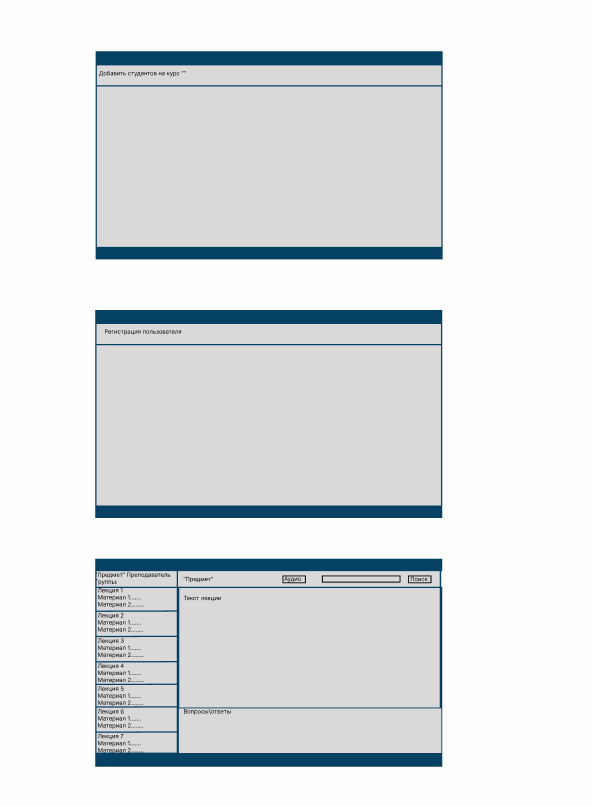 Добавить студентов на курс ""
Регистрация пользователя
"Предмет" Преподаватель
Группы:
"Предмет"
Аудио
Поиск
Лекция 1
Материал 1.......
Материал 2........
Лекция 2
Материал 1.......
Материал 2........
Лекция 3
Материал 1.......
Материал 2........
Лекция 4
Материал 1.......
Материал 2........
Лекция 5
Материал 1.......
Материал 2........
Лекция 6
Материал 1.......
Материал 2........
Лекция 7
Материал 1.......
Материал 2........
Текст лекции
Вопросы\ответы